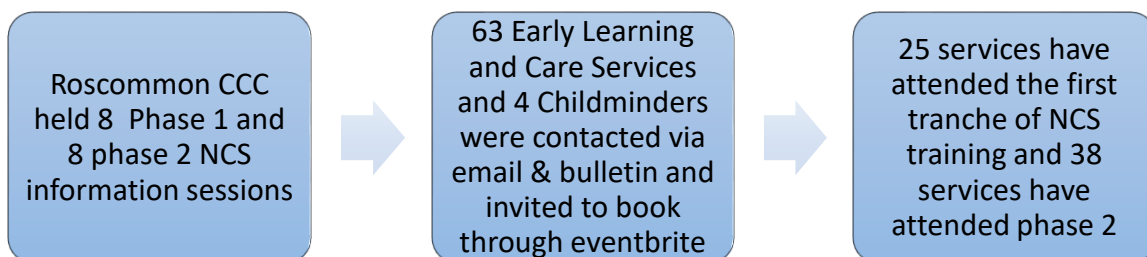 Roscommon CCC
held 8  Phase 1 and
8 phase 2 NCS
information sessions
63 Early Learning
and Care Services
and 4 Childminders
were contacted via
email & bulletin and
invited to book
through eventbrite
25 services have
attended the first
tranche of NCS
training and 38
services have
attended phase 2